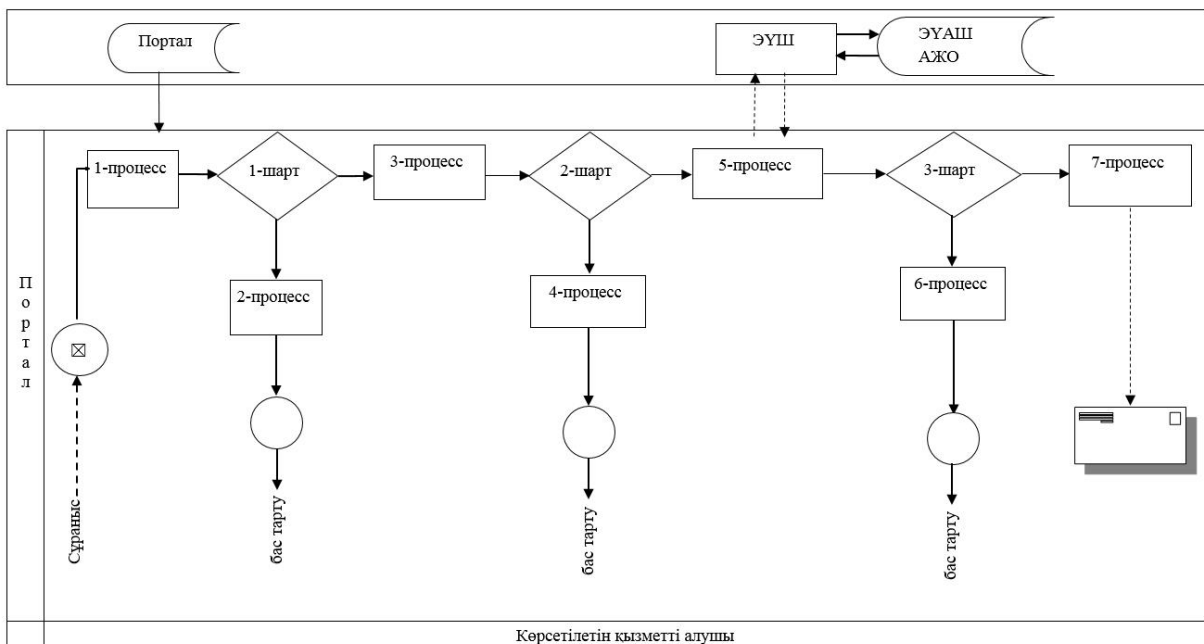 Портал
ЭҮШ
ЭҮАШ
АЖО
1-процесс
1-шарт
3-процесс
2-шарт
5-процесс
3-шарт
7-процесс
2-процесс
4-процесс
6-процесс
Портал
Сұраныс
бас тарту
бас тарту
бас тарту
Көрсетілетін қызметті алушы